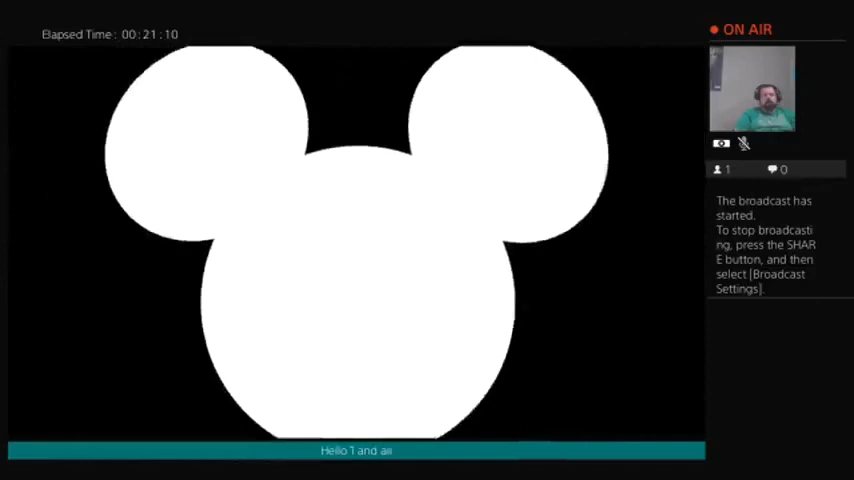 Elapsed Time: 00:21:10
ON AIR
1
0
The broadcast has
started.
To stop broadcasti
ng, press the SHAR
E button, and then
select [Broadcast
Settings].
Hello 1 and all